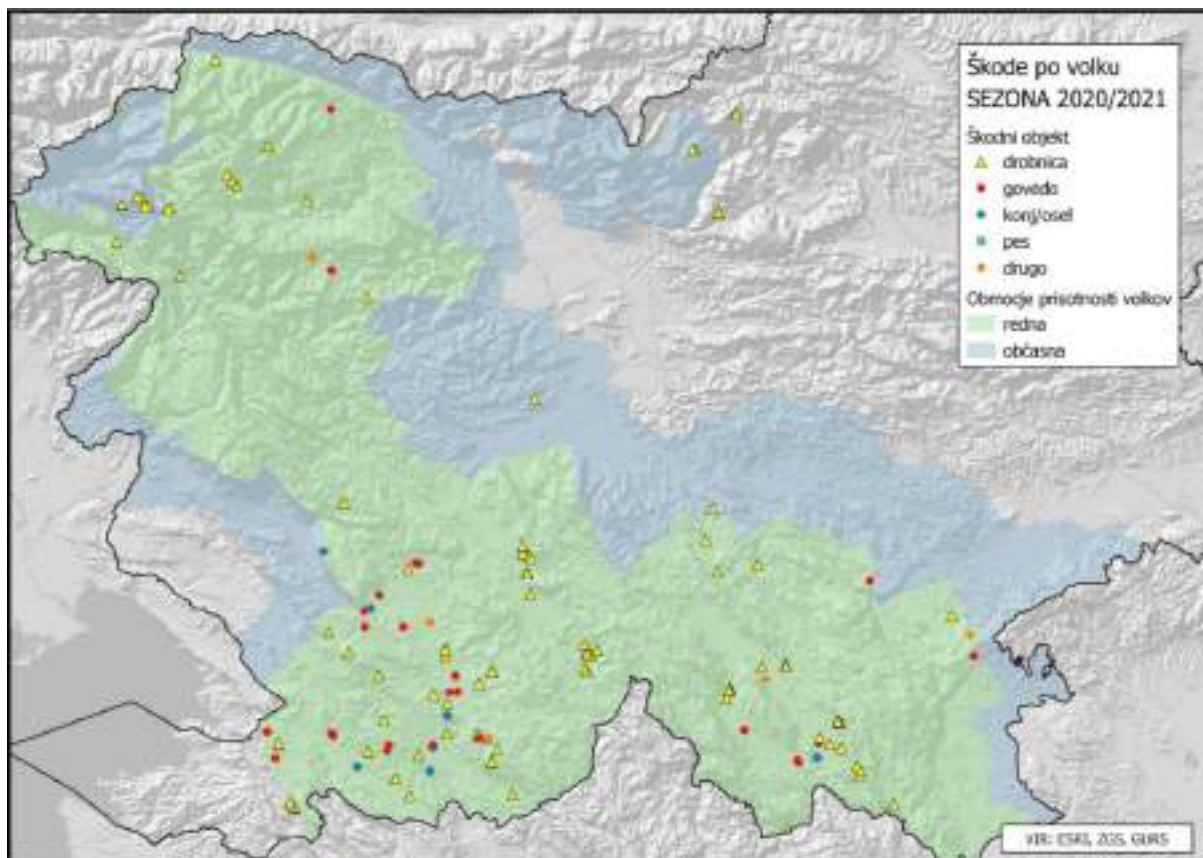 Škode po volku
SEZONA 2020/2021
Škodni objekt
drobnica
govedo
konj/osel
pes
drugo
Območje prisotnosti volkov
redna
občasna
VIR: ESKI, ZGS, GURS